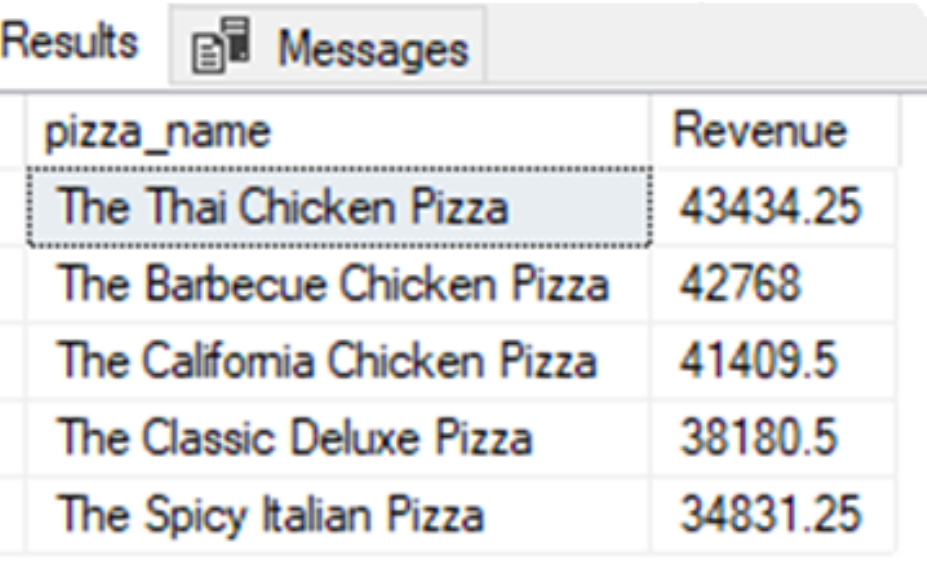 Results Messages
pizza_name Revenue
The Thai Chicken Pizza 43434.25
The Barbecue Chicken Pizza 42768
The California Chicken Pizza 41409.5
The Classic Deluxe Pizza 38180.5
The Spicy Italian Pizza 34831.25